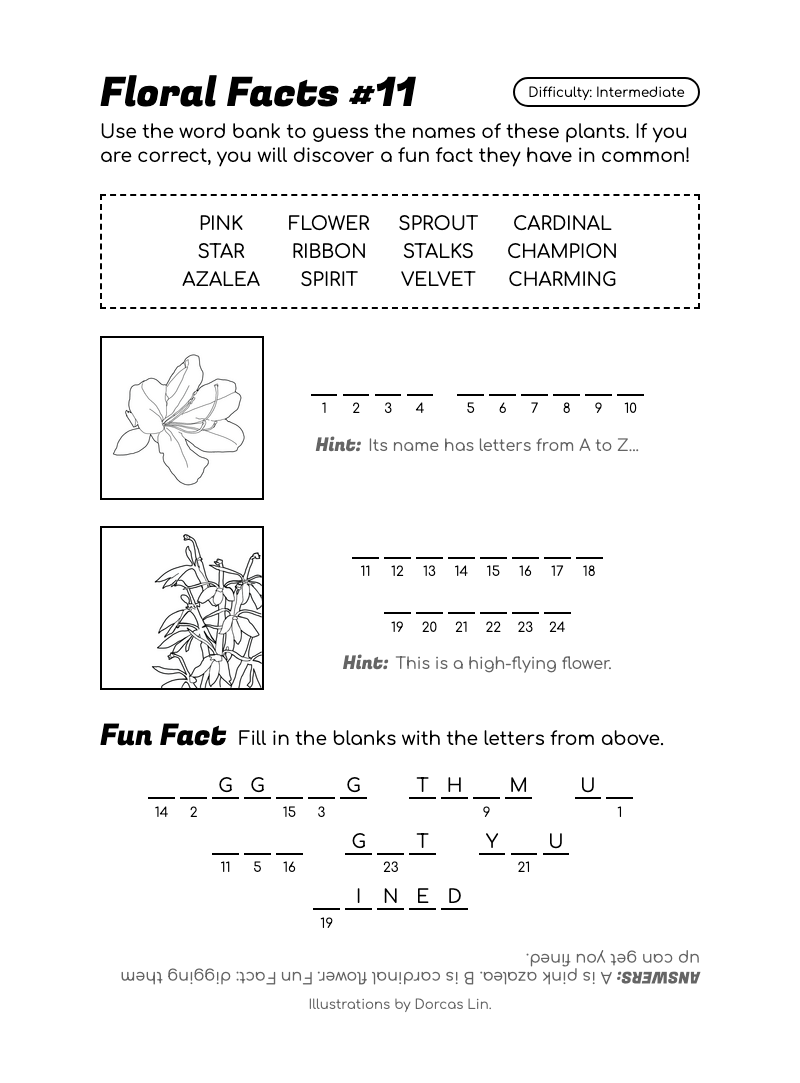 Floral Facts #11
Difficulty: Intermediate
Use the word bank to guess the names of these plants. If you
are correct, you will discover a fun fact they have in common!
PINK FLOWER SPROUT CARDINAL
STAR RIBBON STALKS CHAMPION
AZALEA SPIRIT VELVET CHARMING
1 2 3 4 5 6 7 8 9 10
Hint: Its name has letters from A to Z...
11 12 13 14 15 16 17 18
19 20 21 22 23 24
Hint: This is a high-flying flower.
Fun Fact Fill in the blanks with the letters from above.
G G G T H M U
14 2 15 3 9 1
G T Y U
11 5 16 23 21
I N E D
19
ANSWERS: A is pink azalea. B is cardinal flower. Fun Fact: digging them
up can get you fined.
Illustrations by Dorcas Lin.